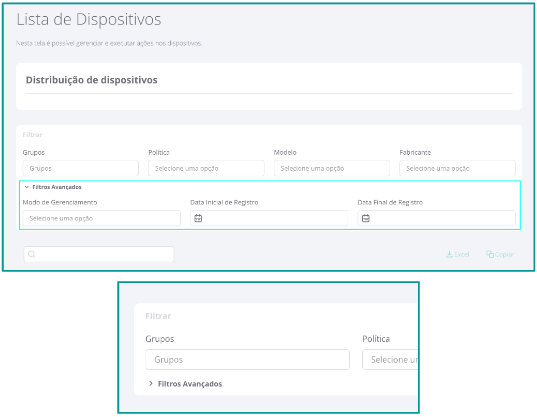 Lista de Dispositivos
Nesta tela é possível gerenciar e executar ações nos dispositivos.
Distribuição de dispositivos
Filtrar
Grupos Política Modelo Fabricante
Grupos Selecione uma opção Selecione uma opção Selecione uma opção
Filtros Avançados
Modo de Gerenciamento Data Inicial de Registro Data Final de Registro
Selecione uma opção
Excel Copiar
Filtrar
Grupos Política
Grupos Selecione u
Filtros Avançados